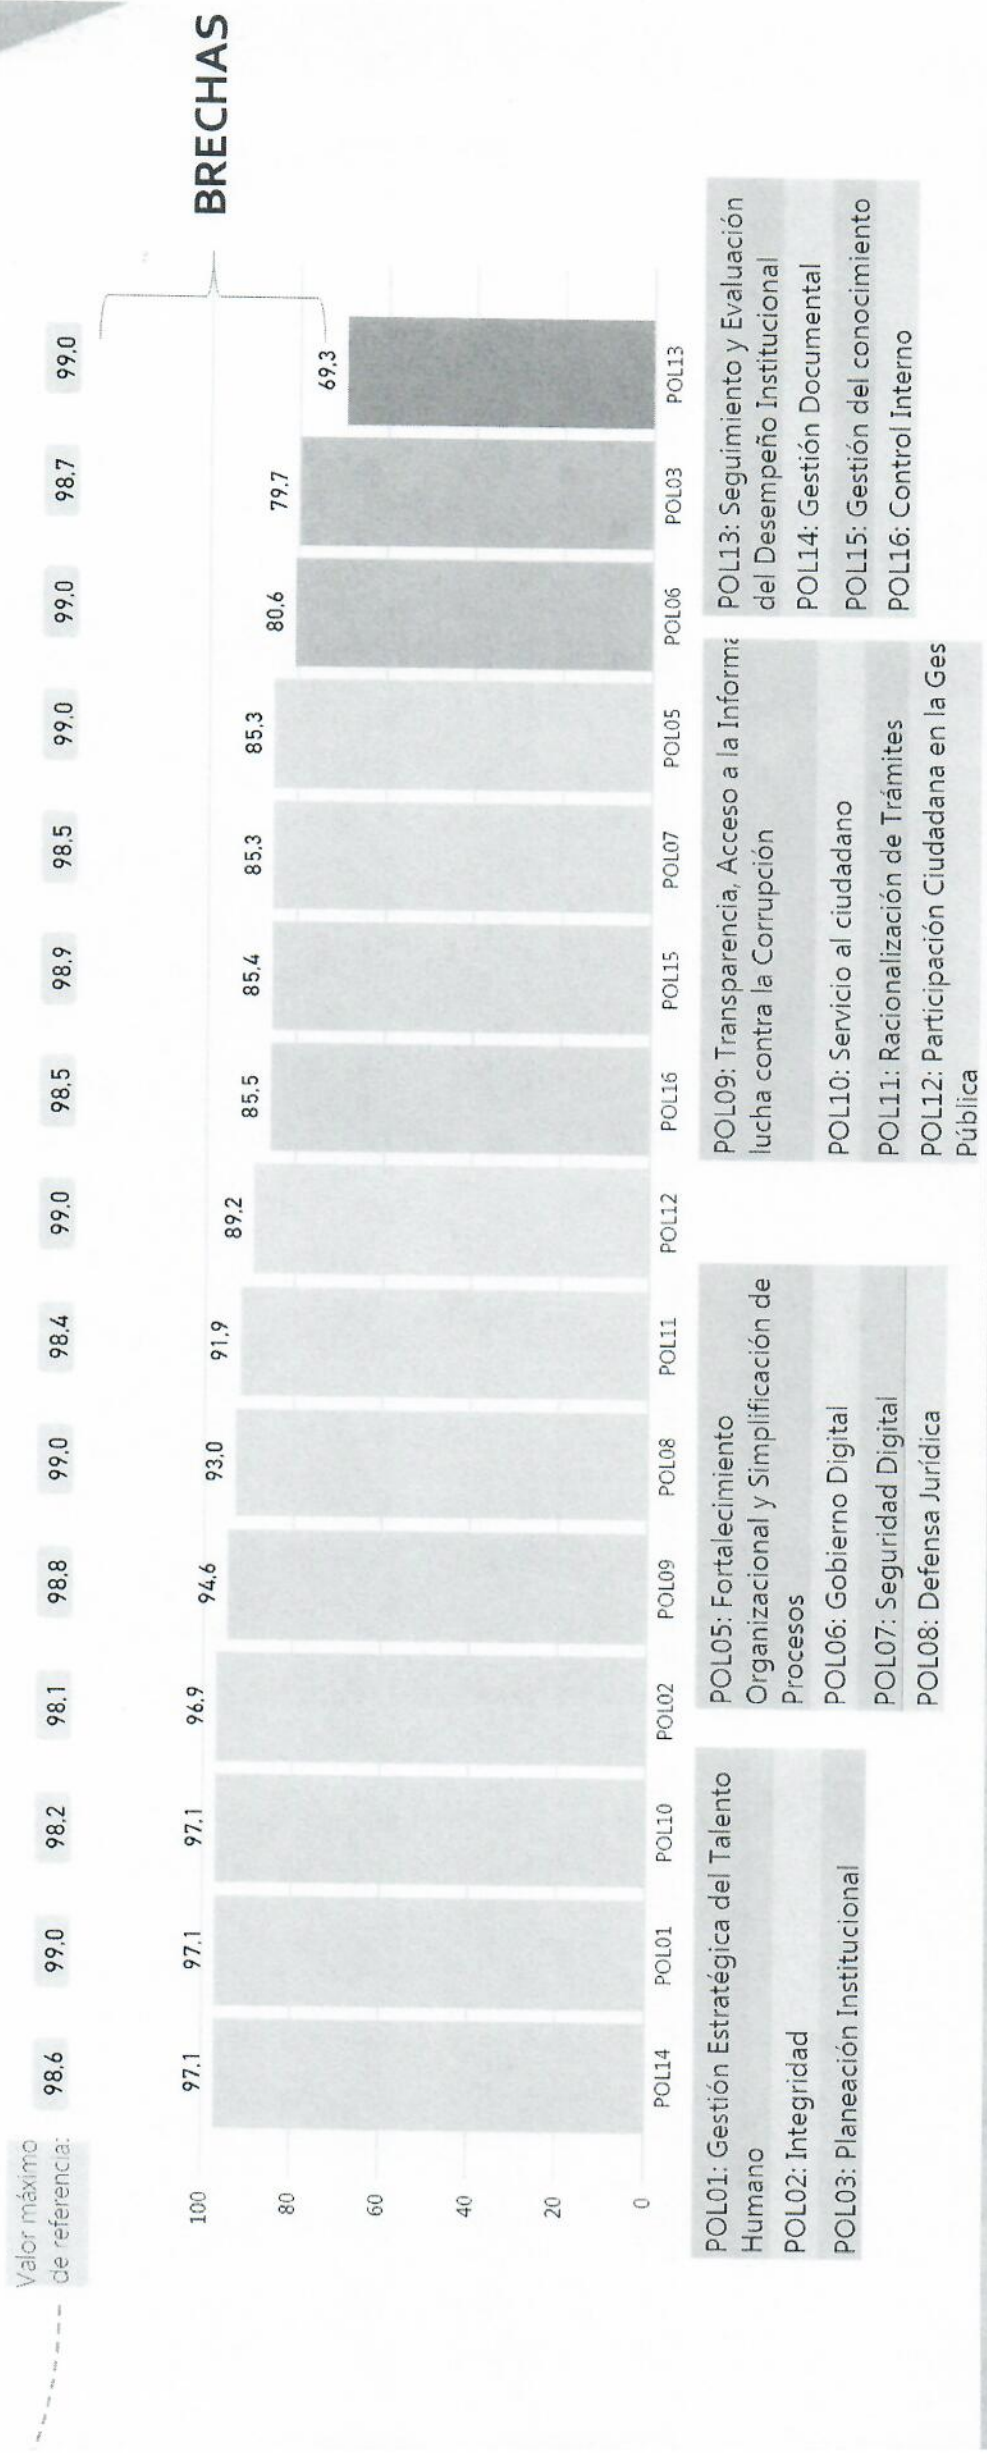 Valor máximo
de referencia:
98.6 99.0 98.2 98.1 98.8 99.0 98.4 99.0 98.5 98.9 98.5 99.0 99.0 98.7 99.0
BRECHAS
97.1 97.1 97.1 96.9 94.6 93.0 91.9 89.2 85.5 85.4 85.3 85.3 80.6 79.7 69.3
100
80
60
40
20
0
POL14 POL01 POL10 POL02 POL09 POL08 POL11 POL12 POL16 POL15 POL07 POL05 POL06 POL03 POL13
POL01: Gestión Estratégica del Talento
Humano
POL02: Integridad
POL03: Planeación Institucional
POL05: Fortalecimiento
Organizacional y Simplificación de
Procesos
POL06: Gobierno Digital
POL07: Seguridad Digital
POL08: Defensa Jurídica
POL09: Transparencia, Acceso a la Informa
lucha contra la Corrupción
POL10: Servicio al ciudadano
POL11: Racionalización de Trámites
POL12: Participación Ciudadana en la Ges
Pública
POL13: Seguimiento y Evaluación
del Desempeño Institucional
POL14: Gestión Documental
POL15: Gestión del conocimiento
POL16: Control Interno